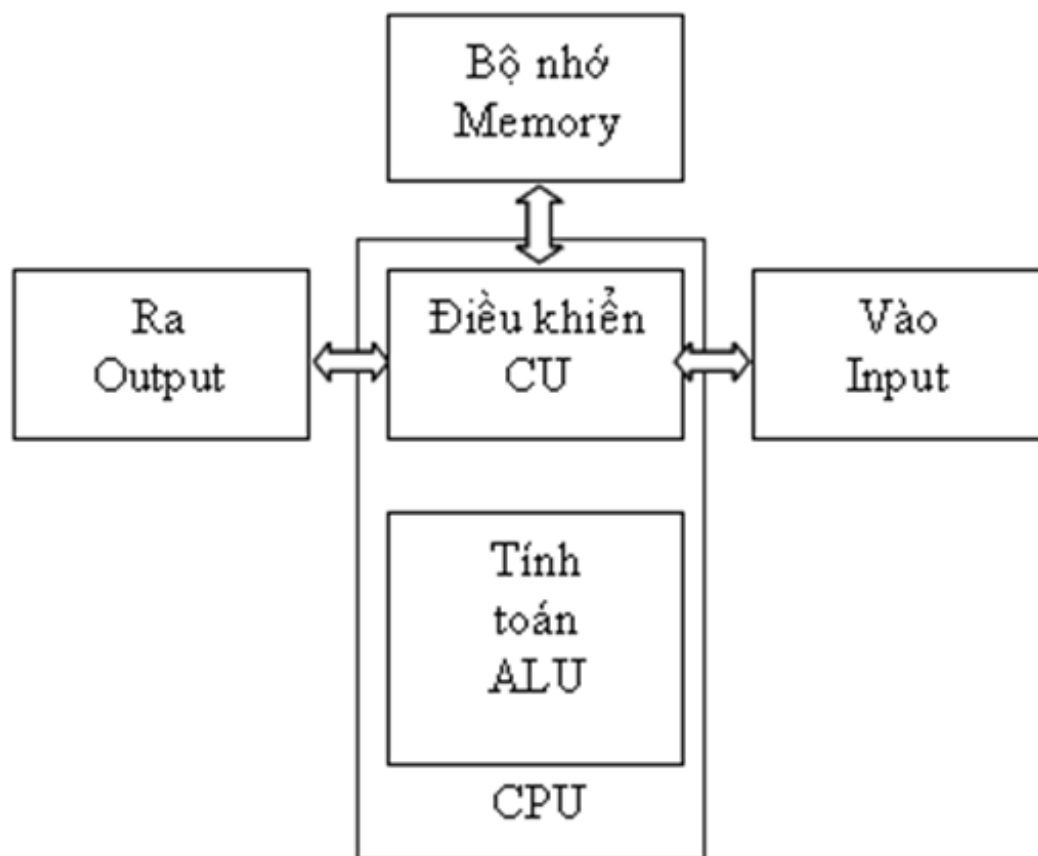 Bộ nhớ
Memory
Ra
Output
Điều khiển
CU
Vào
Input
Tính
toán
ALU
CPU